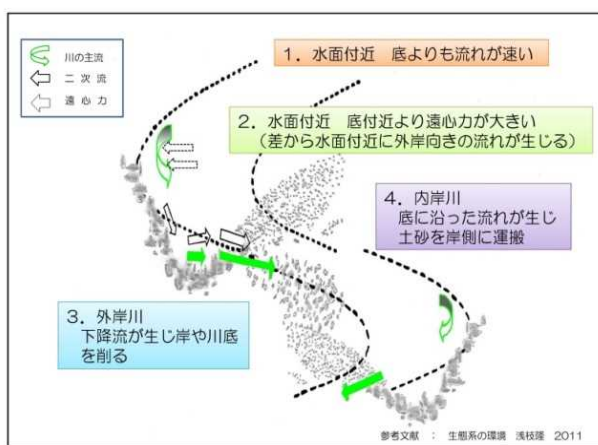 川の主流
二次流
遠心力
1．水面付近　底よりも流れが速い
2．水面付近　底付近より遠心力が大きい
（差から水面付近に外岸向きの流れが生じる）
4．内岸川
底に沿った流れが生じ
土砂を岸側に運搬
3．外岸川
下降流が生じ岸や川底
を削る
参考文献　：　生態系の環境　浅枝隆　2011